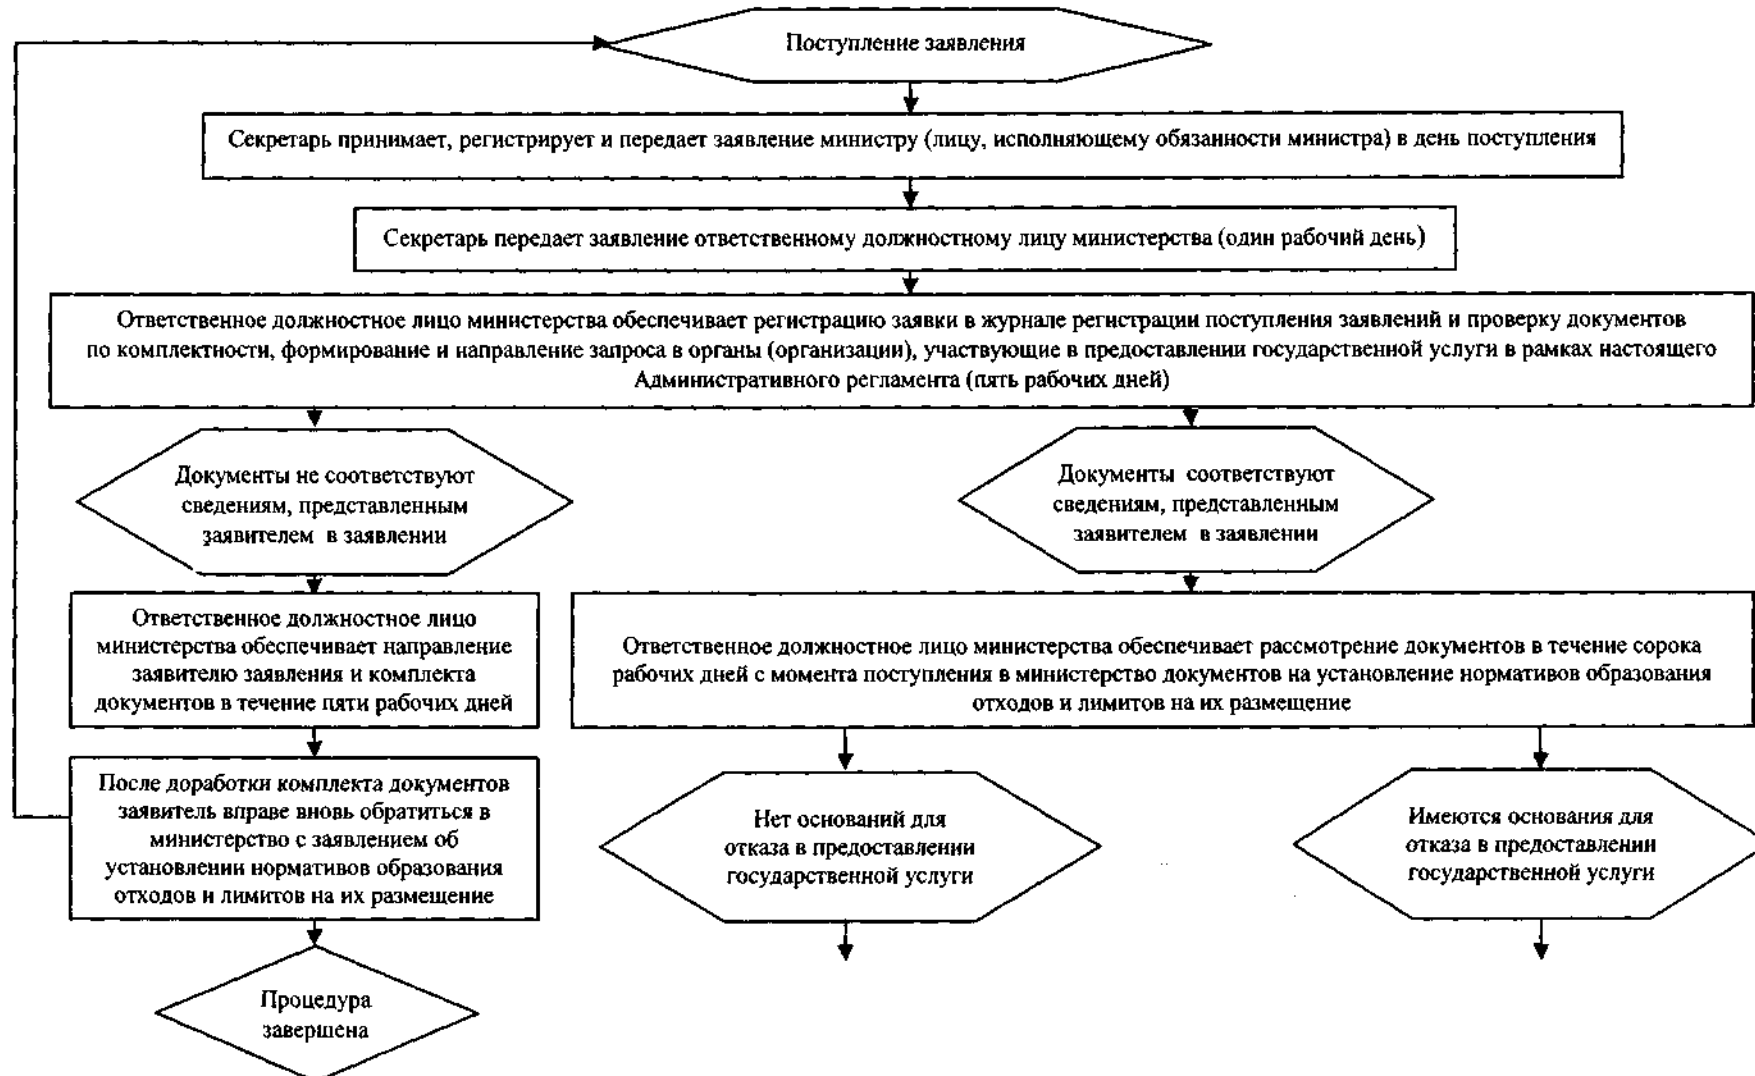 Поступление заявления
Секретарь принимает, регистрирует и передает заявление министру (лицу, исполняющему обязанности министра) в день поступления
Секретарь передает заявление ответственному должностному лицу министерства (один рабочий день)
Ответственное должностное лицо министерства обеспечивает регистрацию заявки в журнале регистрации поступления заявлений и проверку документов
по комплектности, формирование и направление запроса в органы (организации), участвующие в предоставлении государственной услуги в рамках настоящего
Административного регламента (пять рабочих дней)
Документы не соответствуют
сведениям, представленным
заявителем в заявлении
Документы соответствуют
сведениям, представленным
заявителем в заявлении
Ответственное должностное лицо
министерства обеспечивает направление
заявителю заявления и комплекта
документов в течение пяти рабочих дней
Ответственное должностное лицо министерства обеспечивает рассмотрение документов в течение сорока
рабочих дней с момента поступления в министерство документов на установление нормативов образования
отходов и лимитов на их размещение
После доработки комплекта документов
заявитель вправе вновь обратиться в
министерство с заявлением об
установлении нормативов образования
отходов и лимитов на их размещение
Нет оснований для
отказа в предоставлении
государственной услуги
Имеются основания для
отказа в предоставлении
государственной услуги
Процедура
завершена